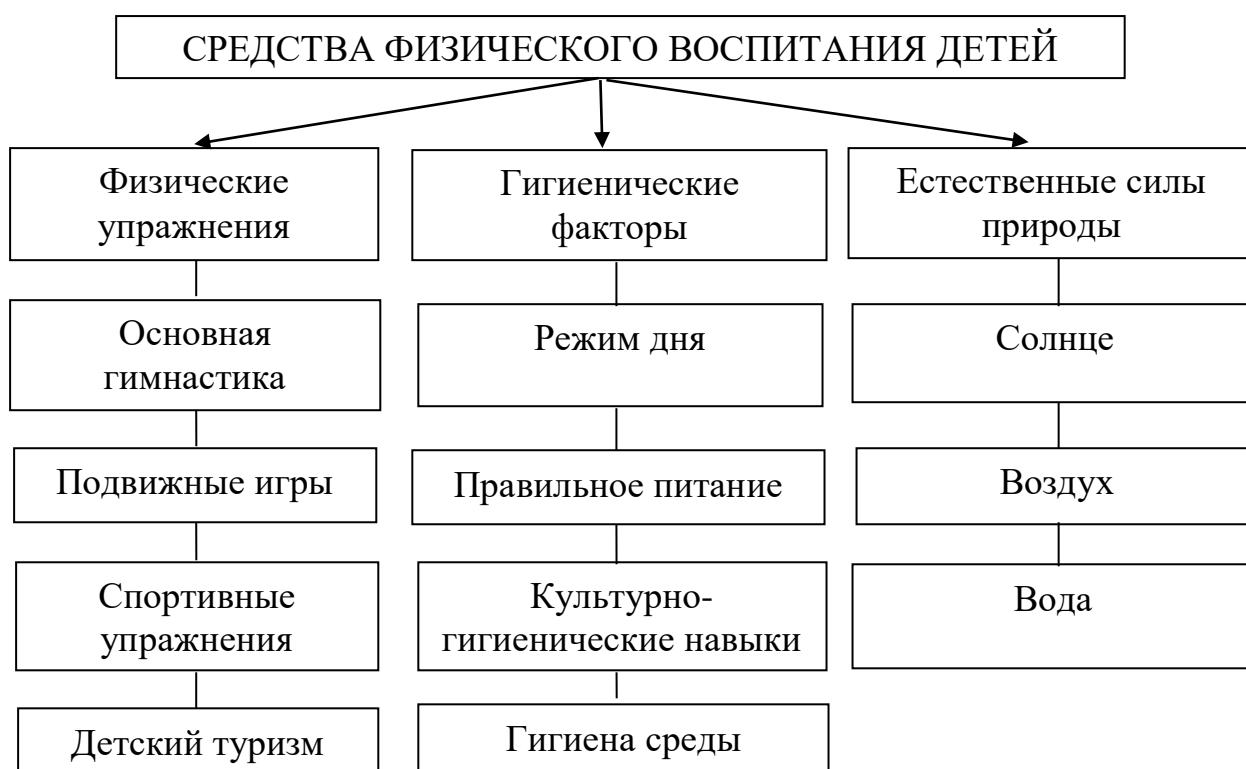 СРЕДСТВА ФИЗИЧЕСКОГО ВОСПИТАНИЯ ДЕТЕЙ
Физические
упражнения
Гигиенические
факторы
Естественные силы
природы
Основная
гимнастика
Режим дня
Солнце
Подвижные игры
Правильное питание
Воздух
Спортивные
упражнения
Культурно-
гигиенические навыки
Вода
Детский туризм
Гигиена среды